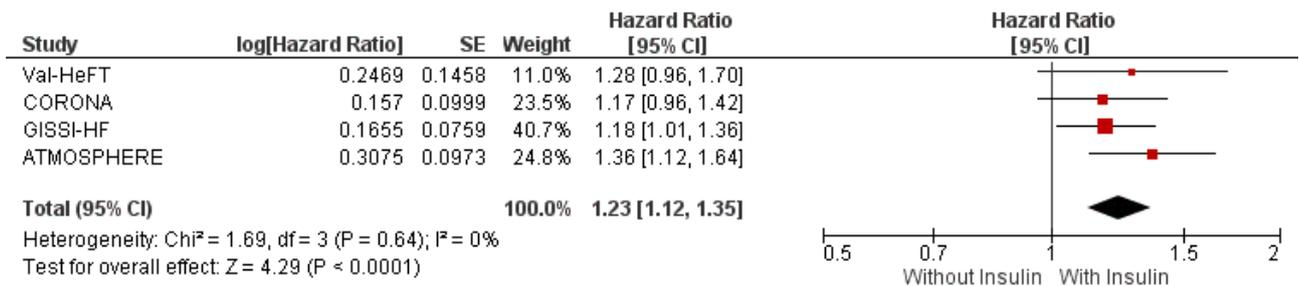 Hazard Ratio Hazard Ratio
Study log[Hazard Ratio] SE Weight [95% CI] [95% CI]
Val-HeFT 0.2469 0.1458 11.0% 1.28 [0.96, 1.70]
CORONA 0.157 0.0999 23.5% 1.17 [0.96, 1.42]
GISSI-HF 0.1655 0.0759 40.7% 1.18 [1.01, 1.36]
ATMOSPHERE 0.3075 0.0973 24.8% 1.36 [1.12, 1.64]
Total (95% CI) 100.0% 1.23 [1.12, 1.35]
Heterogeneity: Chi² = 1.69, df = 3 (P = 0.64); I² = 0%
Test for overall effect: Z = 4.29 (P < 0.0001)
0.5 0.7 1 1.5 2
Without Insulin With Insulin